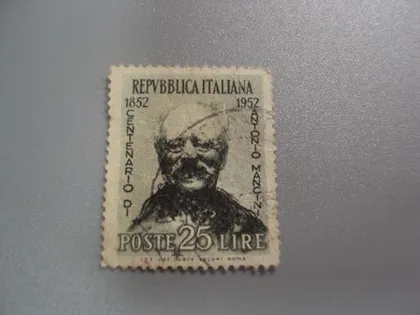 REPVBBLICA ITALIANA
1852 1952
CENTENARIO DI
ANTONIO MANCINI
POSTE 25 LIRE